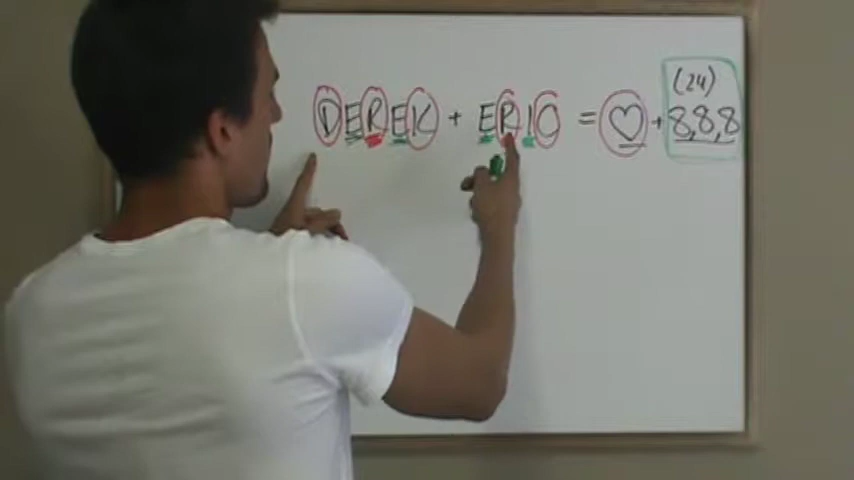 (24)
DEREK + ERIC = ♡ + 8,8,8